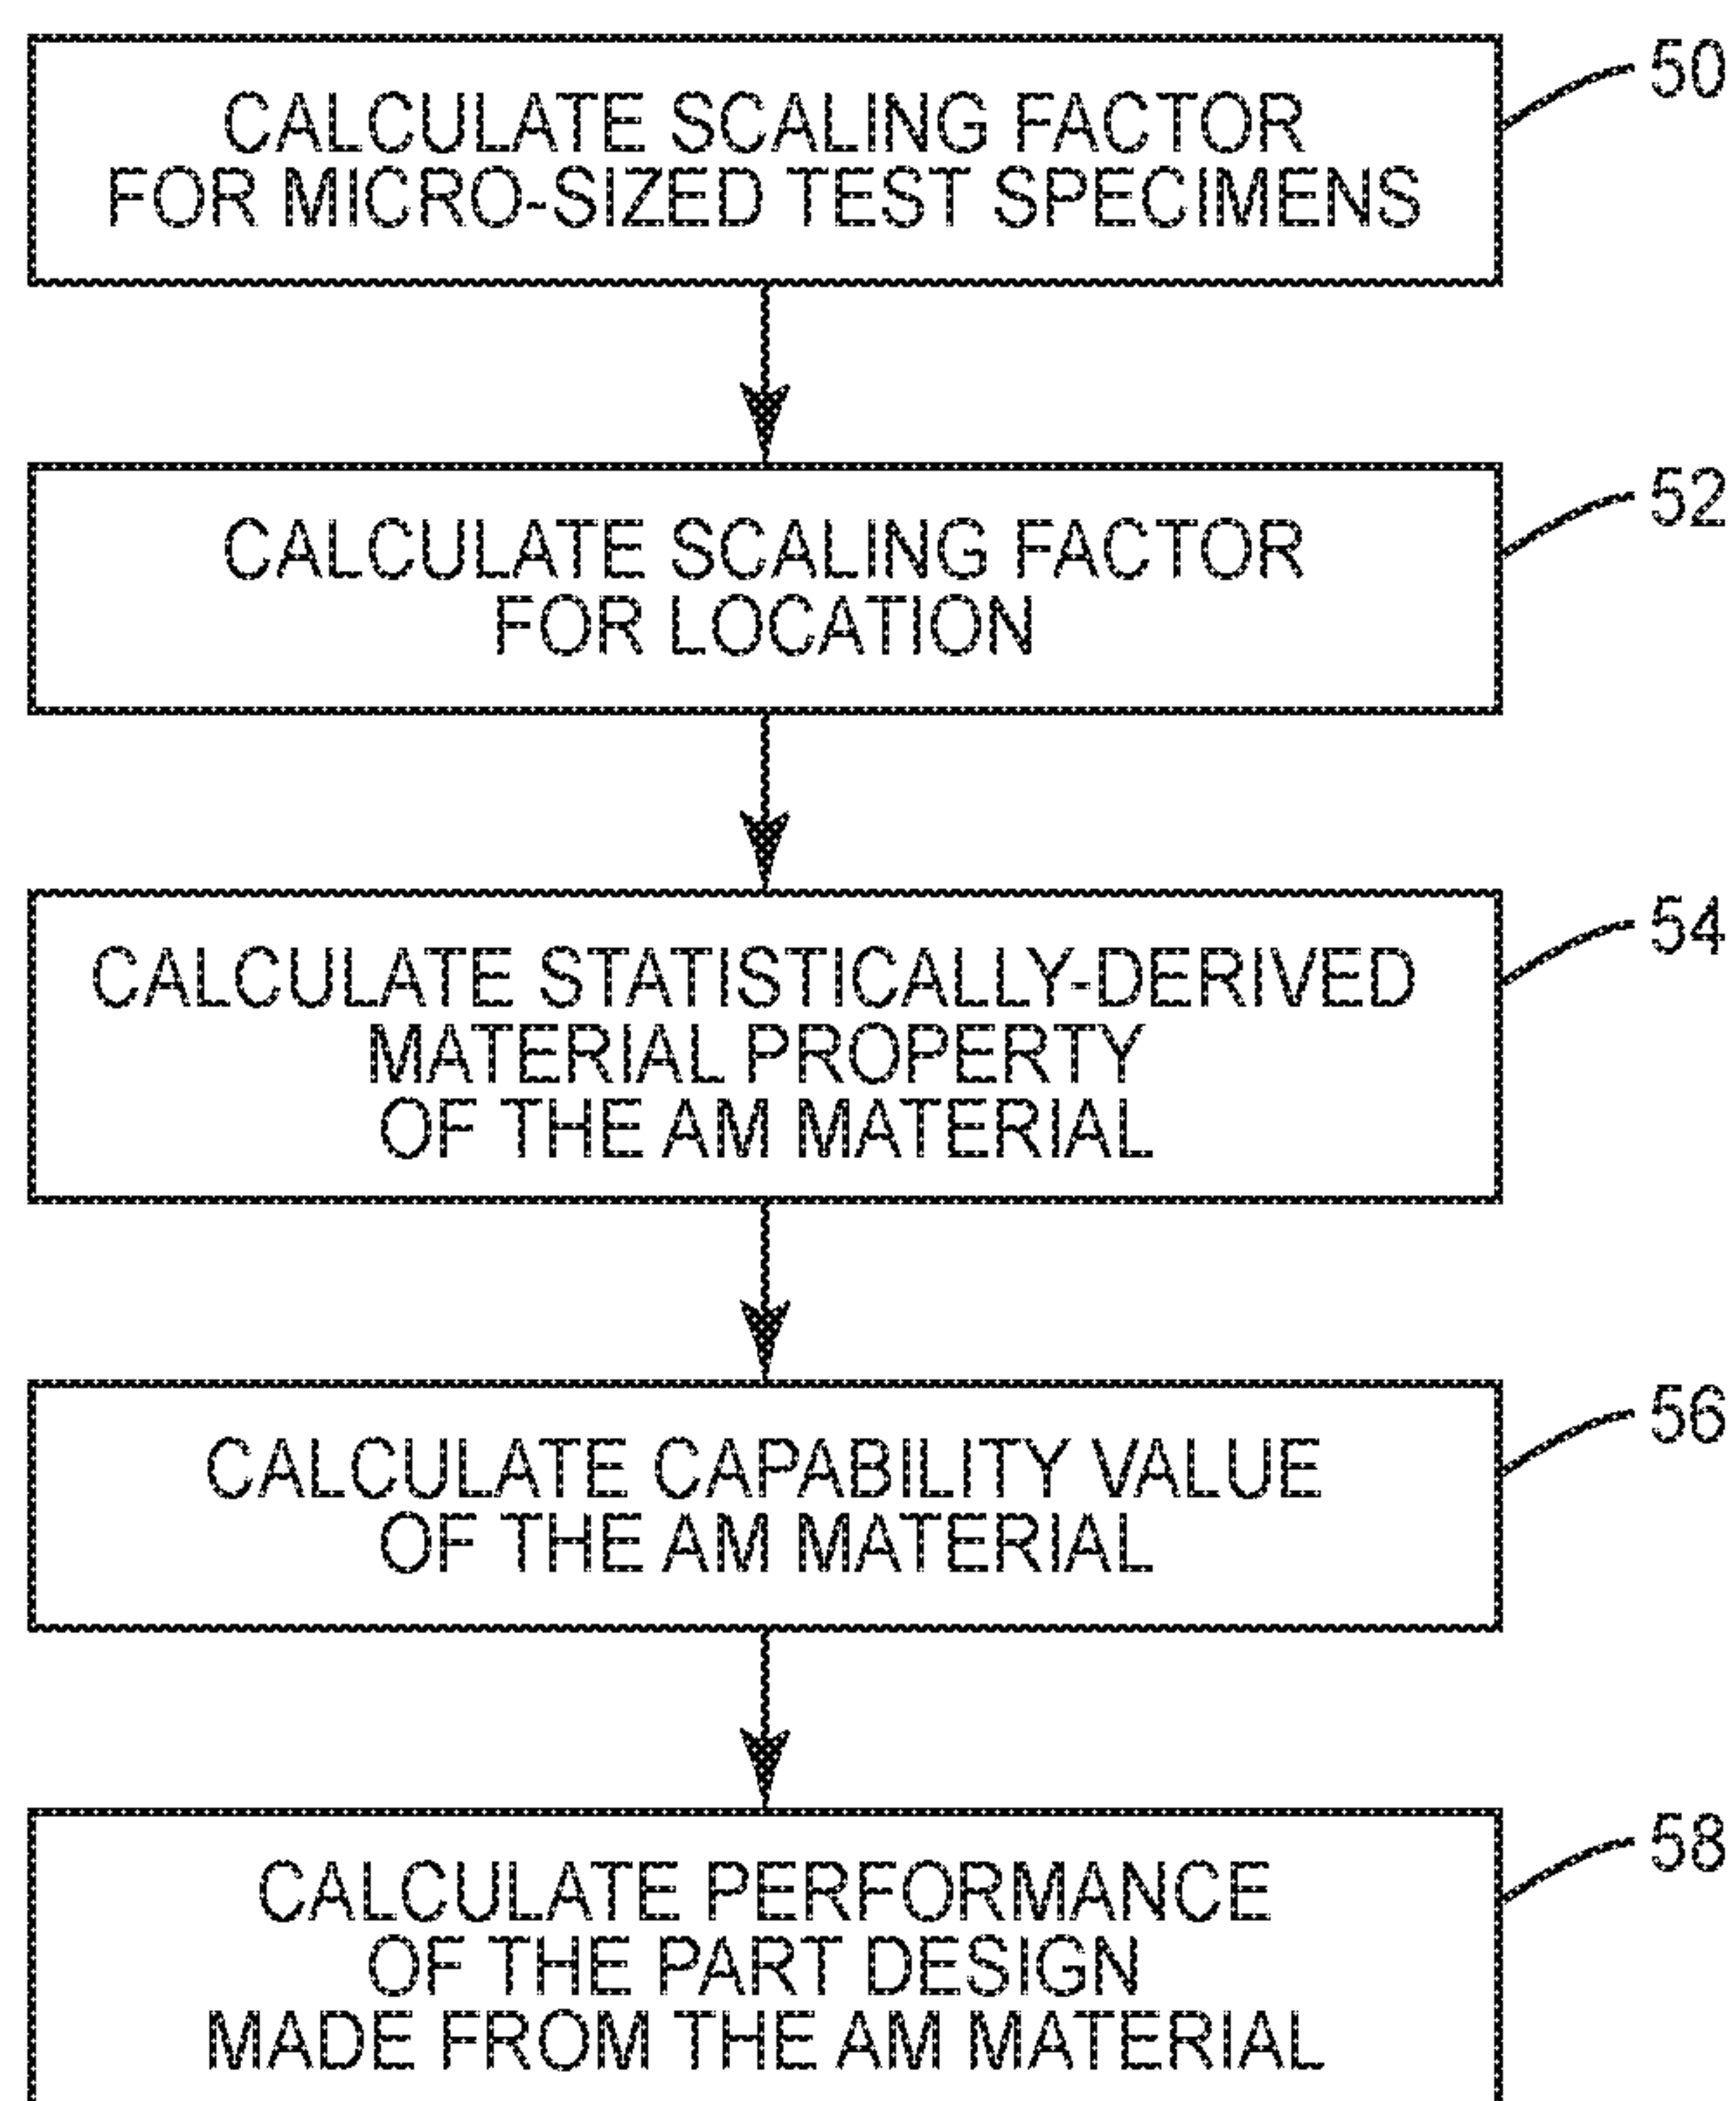 CALCULATE SCALING FACTOR
FOR MICRO-SIZED TEST SPECIMENS
50
CALCULATE SCALING FACTOR
FOR LOCATION
52
CALCULATE STATISTICALLY-DERIVED
MATERIAL PROPERTY
OF THE AM MATERIAL
54
CALCULATE CAPABILITY VALUE
OF THE AM MATERIAL
56
CALCULATE PERFORMANCE
OF THE PART DESIGN
MADE FROM THE AM MATERIAL
58